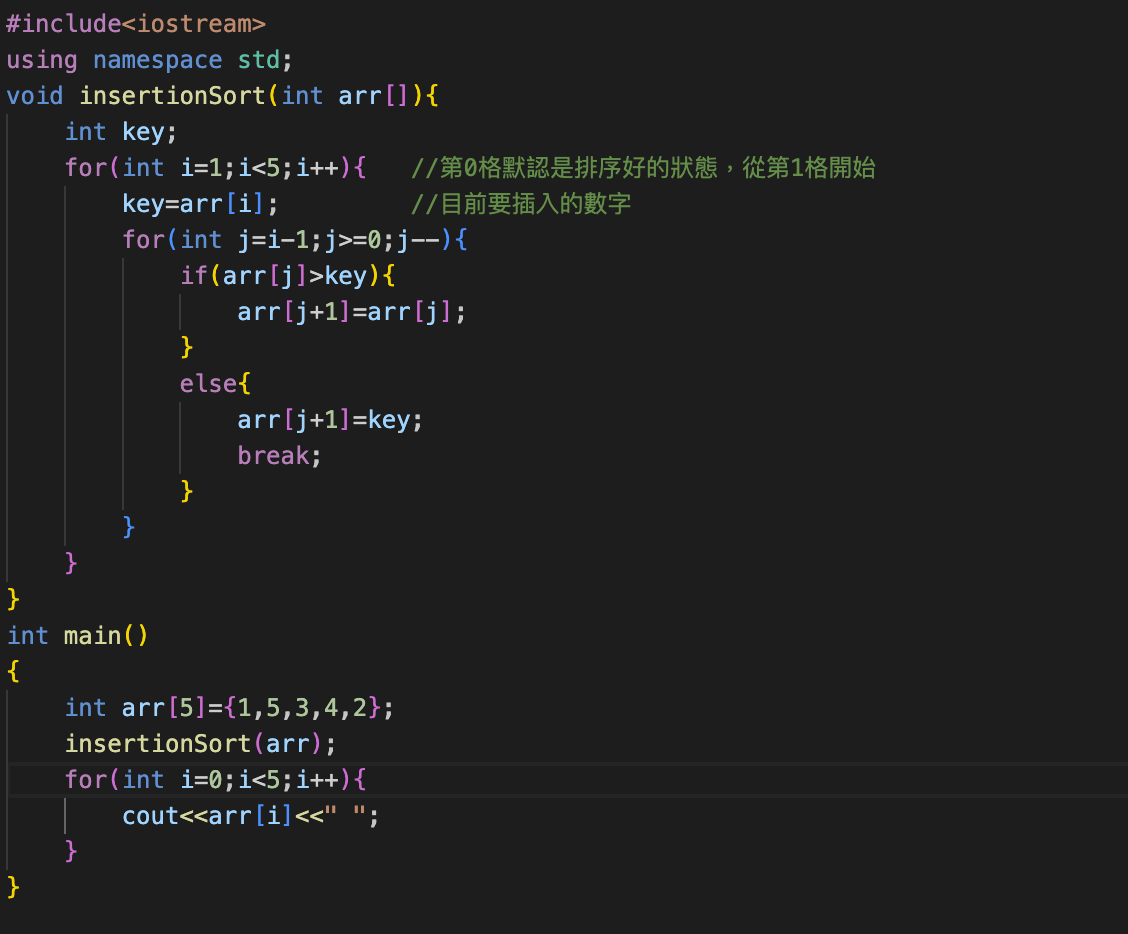 #include<iostream>
using namespace std;
void insertionSort(int arr[]){
    int key;
    for(int i=1;i<5;i++){   //第0格默認是排序好的狀態，從第1格開始
        key=arr[i];         //目前要插入的數字
        for(int j=i-1;j>=0;j--){
            if(arr[j]>key){
                arr[j+1]=arr[j];
            }
            else{
                arr[j+1]=key;
                break;
            }
        }
    }
}
int main()
{
    int arr[5]={1,5,3,4,2};
    insertionSort(arr);
    for(int i=0;i<5;i++){
        cout<<arr[i]<<" ";
    }
}